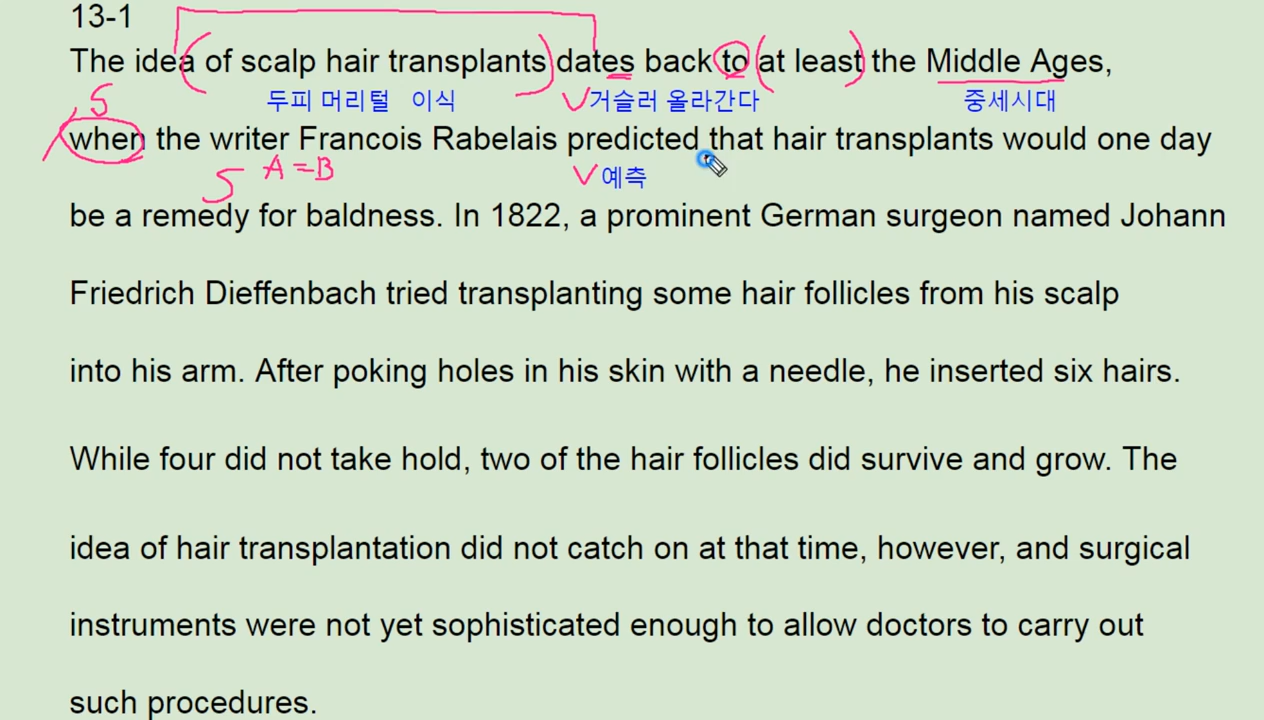 13-1
The idea of scalp hair transplants dates back to at least the Middle Ages,
두피 머리털 이식 V 거슬러 올라간다 중세시대
S
when the writer Francois Rabelais predicted that hair transplants would one day
S A = B V 예측
be a remedy for baldness. In 1822, a prominent German surgeon named Johann
Friedrich Dieffenbach tried transplanting some hair follicles from his scalp
into his arm. After poking holes in his skin with a needle, he inserted six hairs.
While four did not take hold, two of the hair follicles did survive and grow. The
idea of hair transplantation did not catch on at that time, however, and surgical
instruments were not yet sophisticated enough to allow doctors to carry out
such procedures.